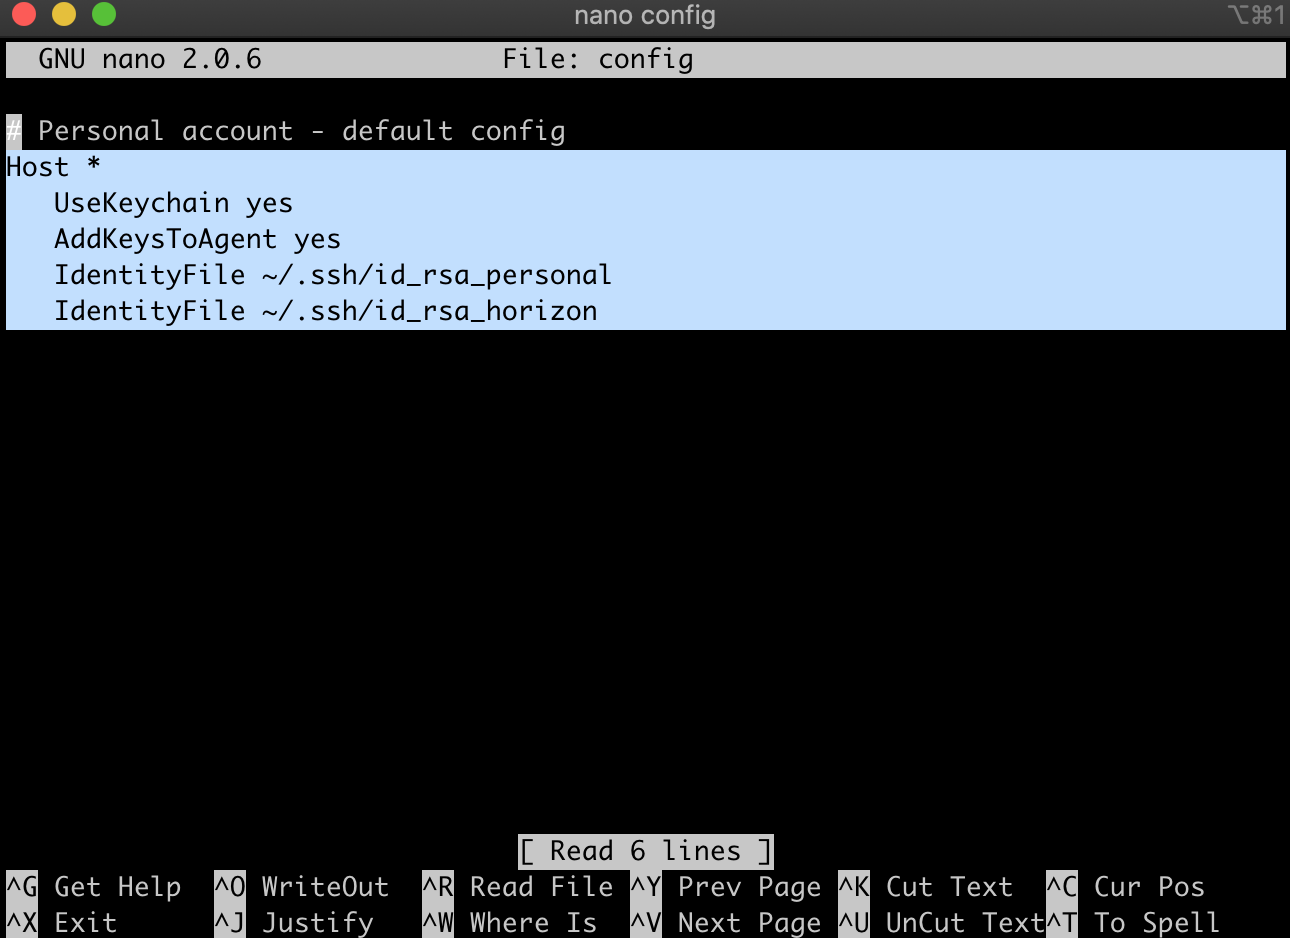 nano config
⌥⌘1
GNU nano 2.0.6 File: config
# Personal account - default config
Host *
UseKeychain yes
AddKeysToAgent yes
IdentityFile ~/.ssh/id_rsa_personal
IdentityFile ~/.ssh/id_rsa_horizon
[ Read 6 lines ]
^G Get Help ^O WriteOut ^R Read File ^Y Prev Page ^K Cut Text ^C Cur Pos
^X Exit ^J Justify ^W Where Is ^V Next Page ^U UnCut Text ^T To Spell